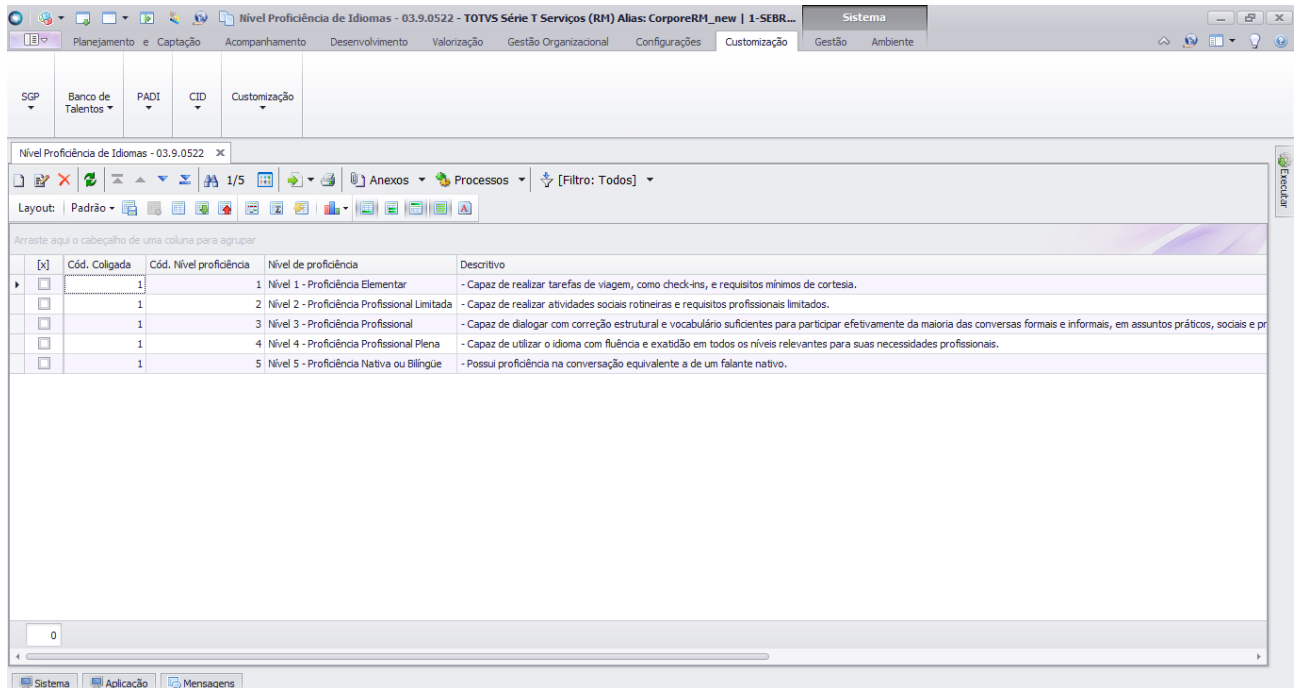 Nível Proficiência de Idiomas - 03.9.0522 - TOTVS Série T Serviços (RM) Alias: CorporeRM_new | 1-SEBR... Sistema
Planejamento e Captação Acompanhamento Desenvolvimento Valorização Gestão Organizacional Configurações Customização Gestão Ambiente
SGP Banco de Talentos PADI CID Customização
Nível Proficiência de Idiomas - 03.9.0522
Executar
1/5 Anexos Processos [Filtro: Todos]
Layout: Padrão
Arraste aqui o cabeçalho de uma coluna para agrupar
[x] Cód. Coligada Cód. Nível proficiência Nível de proficiência Descritivo
1 1 Nível 1 - Proficiência Elementar - Capaz de realizar tarefas de viagem, como check-ins, e requisitos mínimos de cortesia.
1 2 Nível 2 - Proficiência Profissional Limitada - Capaz de realizar atividades sociais rotineiras e requisitos profissionais limitados.
1 3 Nível 3 - Proficiência Profissional - Capaz de dialogar com correção estrutural e vocabulário suficientes para participar efetivamente da maioria das conversas formais e informais, em assuntos práticos, sociais e pr
1 4 Nível 4 - Proficiência Profissional Plena - Capaz de utilizar o idioma com fluência e exatidão em todos os níveis relevantes para suas necessidades profissionais.
1 5 Nível 5 - Proficiência Nativa ou Bilíngüe - Possui proficiência na conversação equivalente a de um falante nativo.
0
Sistema Aplicação Mensagens